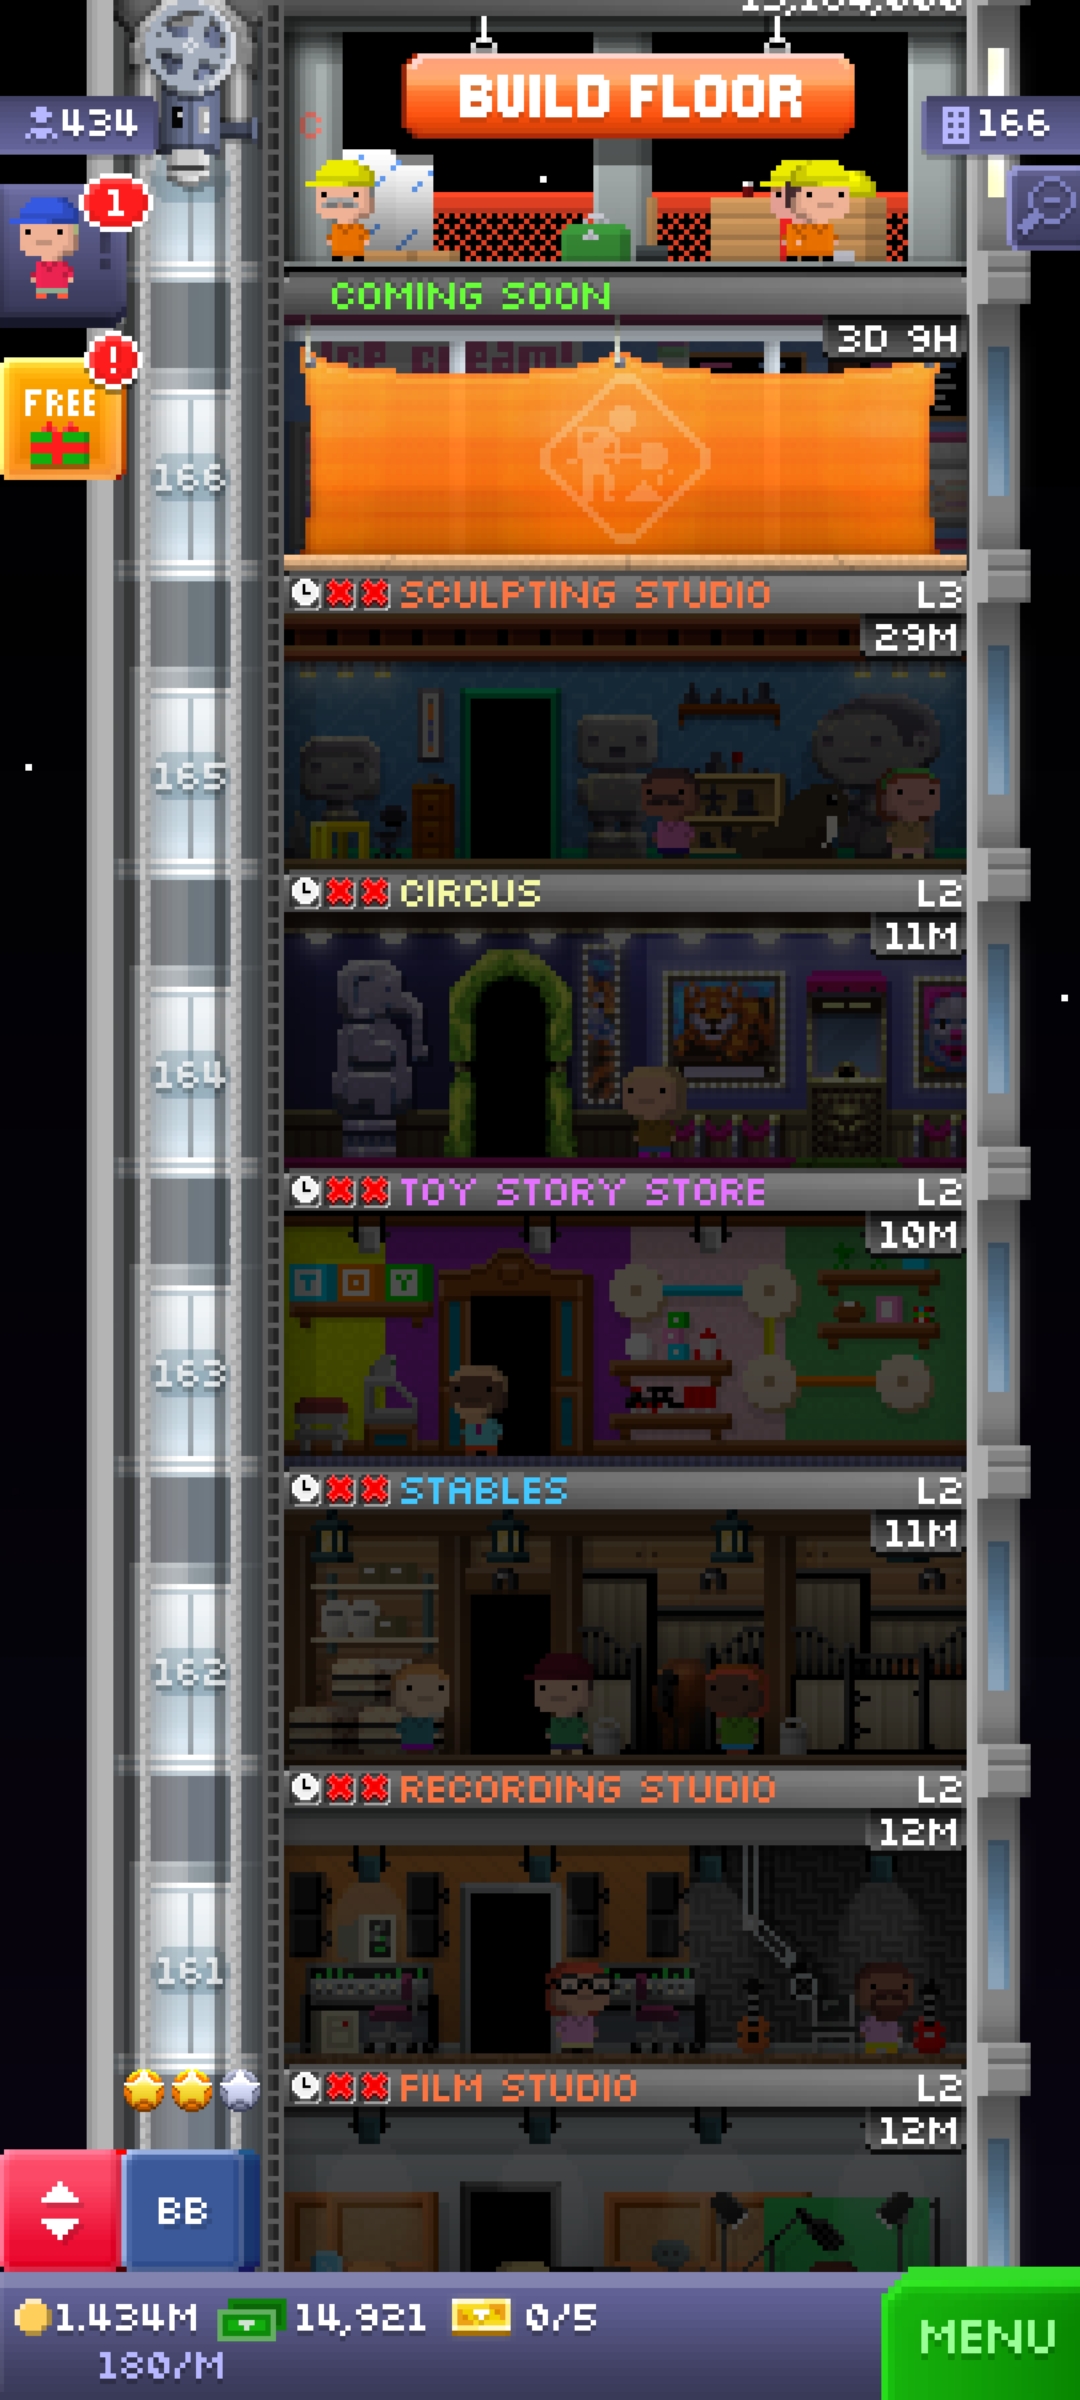 BUILD FLOOR
434
166
1
COMING SOON
3D 9H
FREE
!
166
SCULPTING STUDIO
L3
29M
165
CIRCUS
L2
11M
164
TOY STORY STORE
L2
10M
TOY
163
STABLES
L2
11M
162
RECORDING STUDIO
L2
12M
161
FILM STUDIO
L2
12M
BB
1.434M
14,921
0/5
MENU
180/M